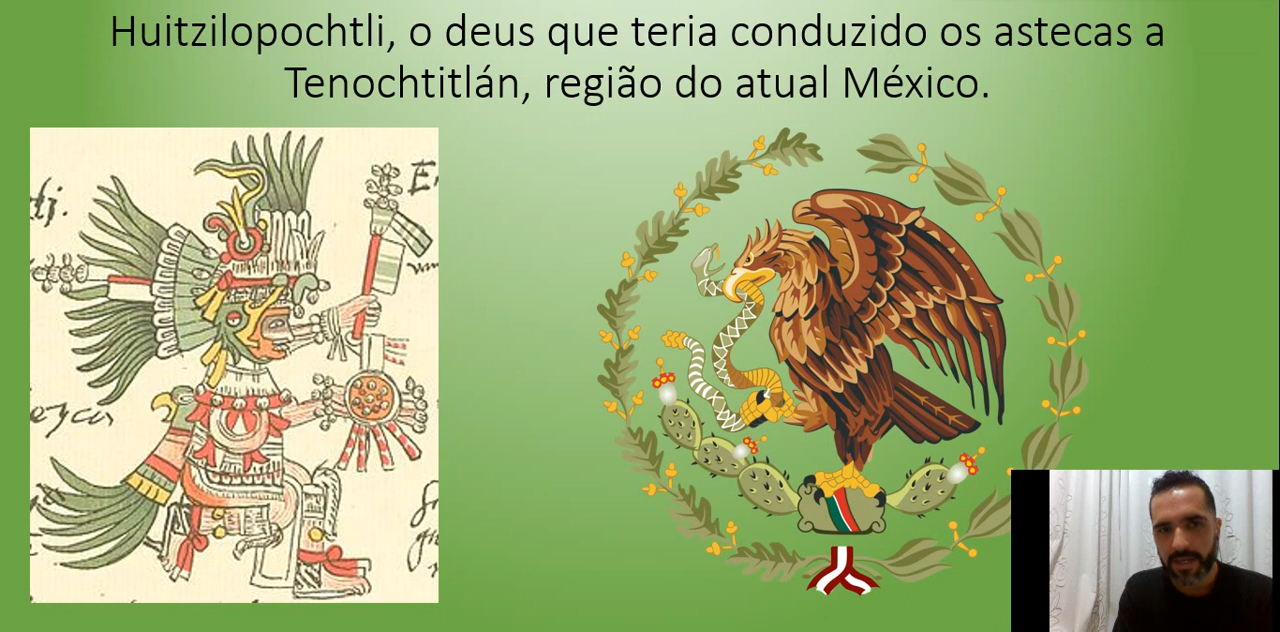 Huitzilopochtli, o deus que teria conduzido os astecas a
Tenochtitlán, região do atual México.